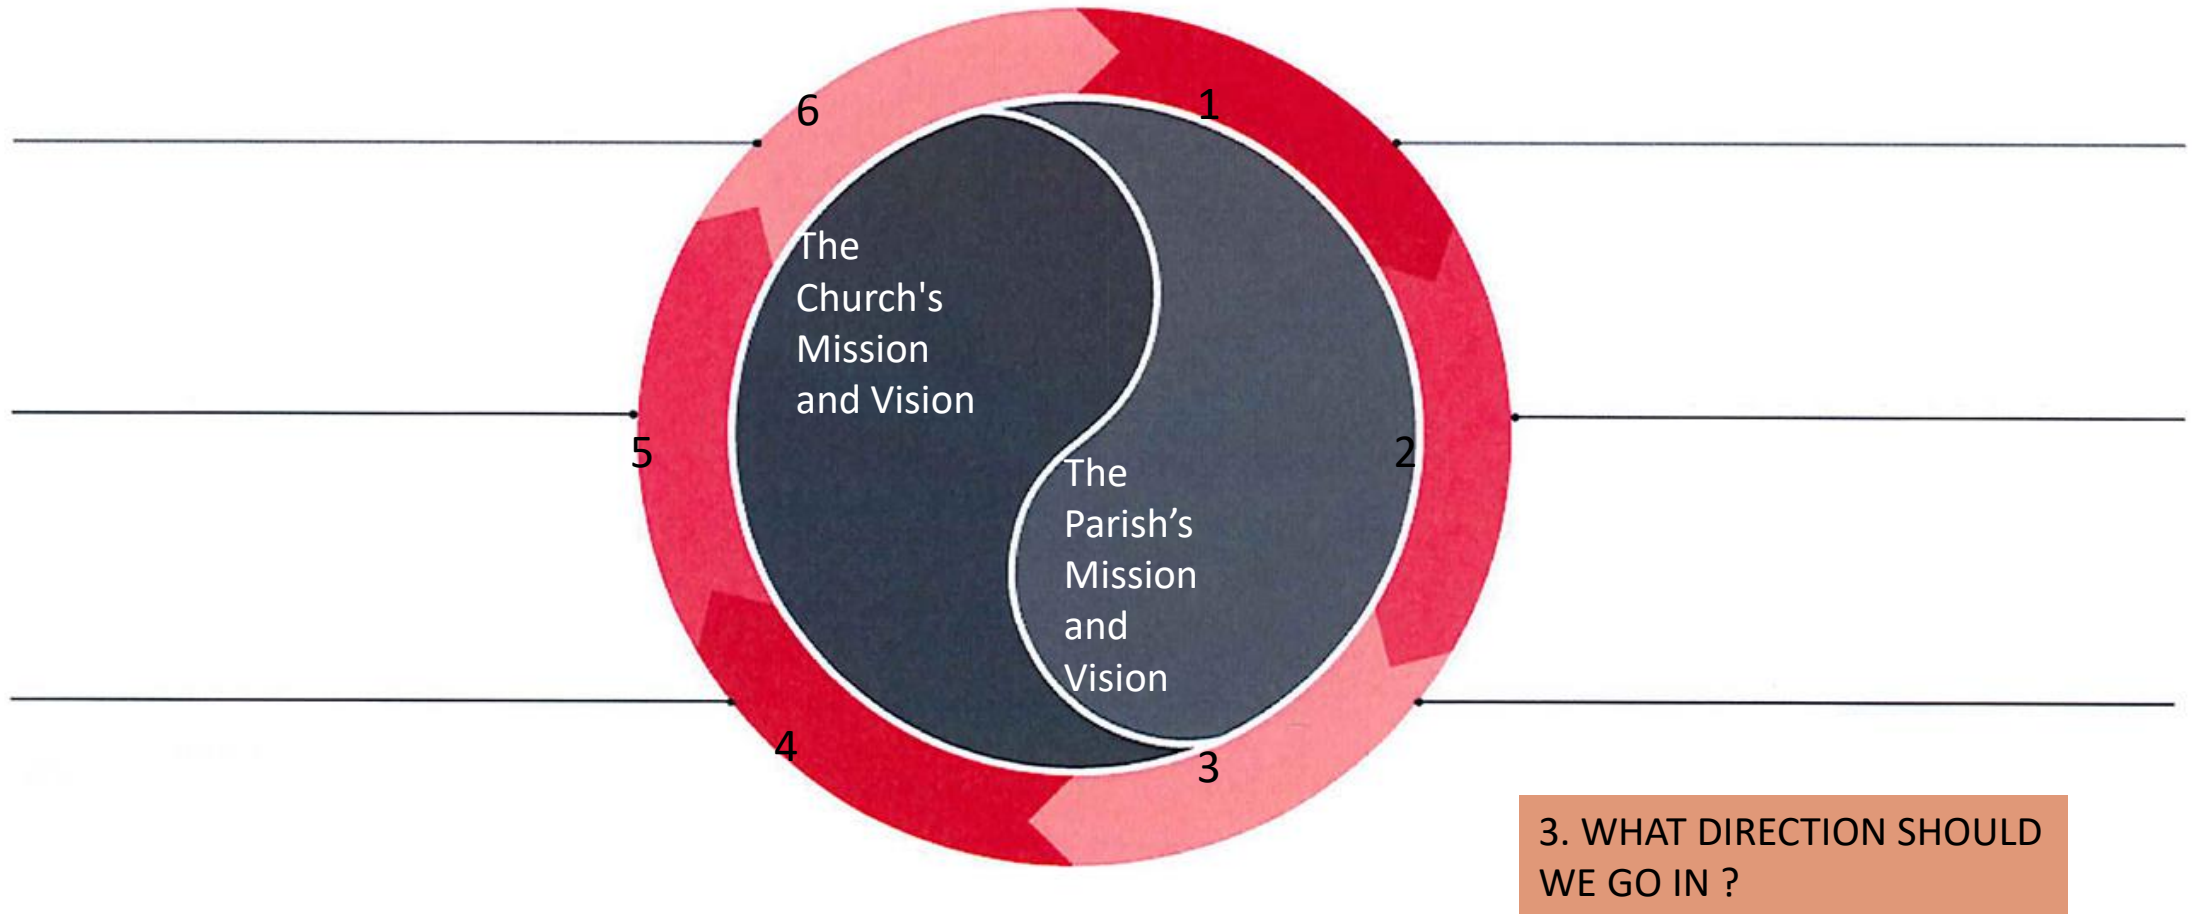 6
1
The
Church's
Mission
and Vision
5
2
The
Parish’s
Mission
and
Vision
4
3
3. WHAT DIRECTION SHOULD
WE GO IN ?